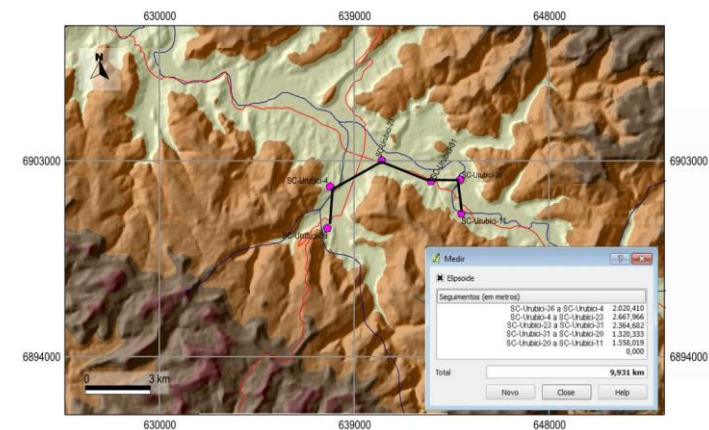 630000 639000 648000
N
6903000 6903000
SC-Urubici-31
SC-Urubici-4
SC-Urubici-11
Medir
Elipsoide
Seguimentos (em metros)
SC-Urubici-36 a SC-Urubici-4 2.020,410
SC-Urubici-4 a SC-Urubici-23 2.667,966
SC-Urubici-23 a SC-Urubici-31 2.364,682
SC-Urubici-31 a SC-Urubici-20 1.320,333
SC-Urubici-20 a SC-Urubici-11 1.558,019
0,000
6894000 6894000
Total 9,931 km
0 3 km
Novo Close Help
630000 639000 648000